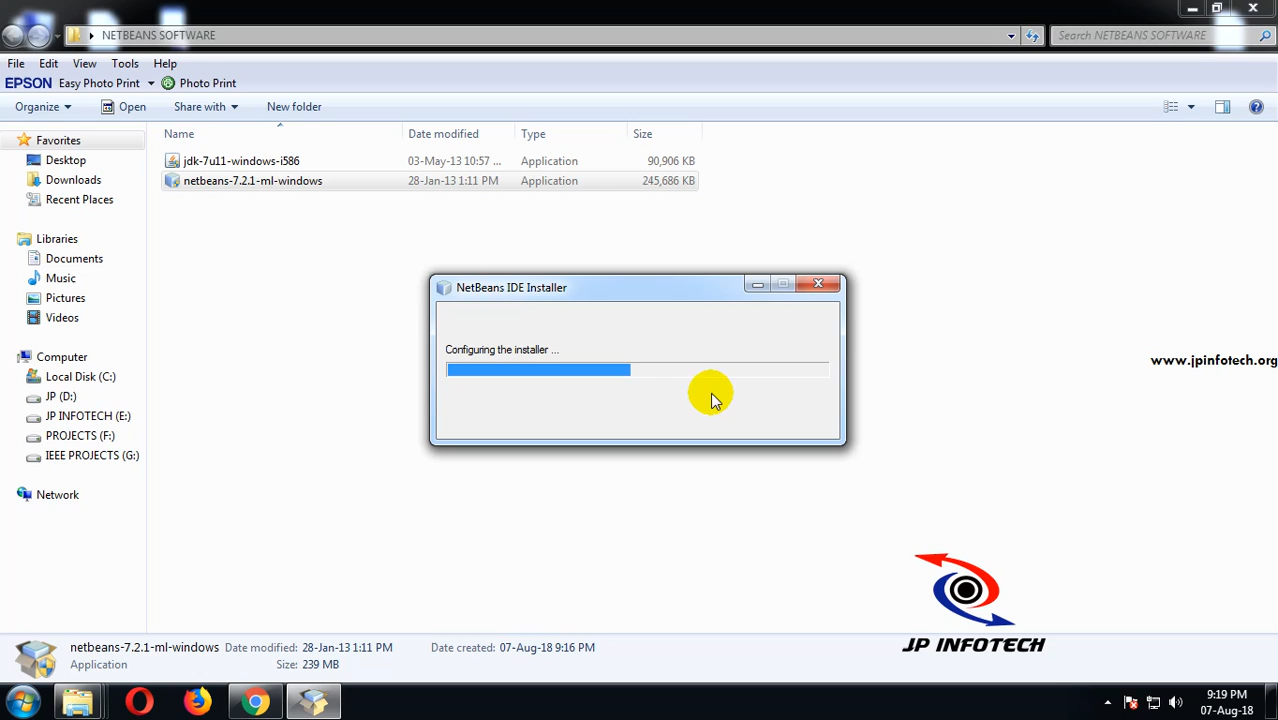 NETBEANS SOFTWARE
Search NETBEANS SOFTWARE
File Edit View Tools Help
EPSON Easy Photo Print Photo Print
Organize Open Share with New folder
Favorites
Desktop
Downloads
Recent Places
Libraries
Documents
Music
Pictures
Videos
Computer
Local Disk (C:)
JP (D:)
JP INFOTECH (E:)
PROJECTS (F:)
IEEE PROJECTS (G:)
Network
Name Date modified Type Size
jdk-7u11-windows-i586 03-May-13 10:57 ... Application 90,906 KB
netbeans-7.2.1-ml-windows 28-Jan-13 1:11 PM Application 245,686 KB
NetBeans IDE Installer
Configuring the installer ...
www.jpinfotech.org
JP INFOTECH
netbeans-7.2.1-ml-windows Date modified: 28-Jan-13 1:11 PM Date created: 07-Aug-18 9:16 PM
Application Size: 239 MB
9:19 PM
07-Aug-18